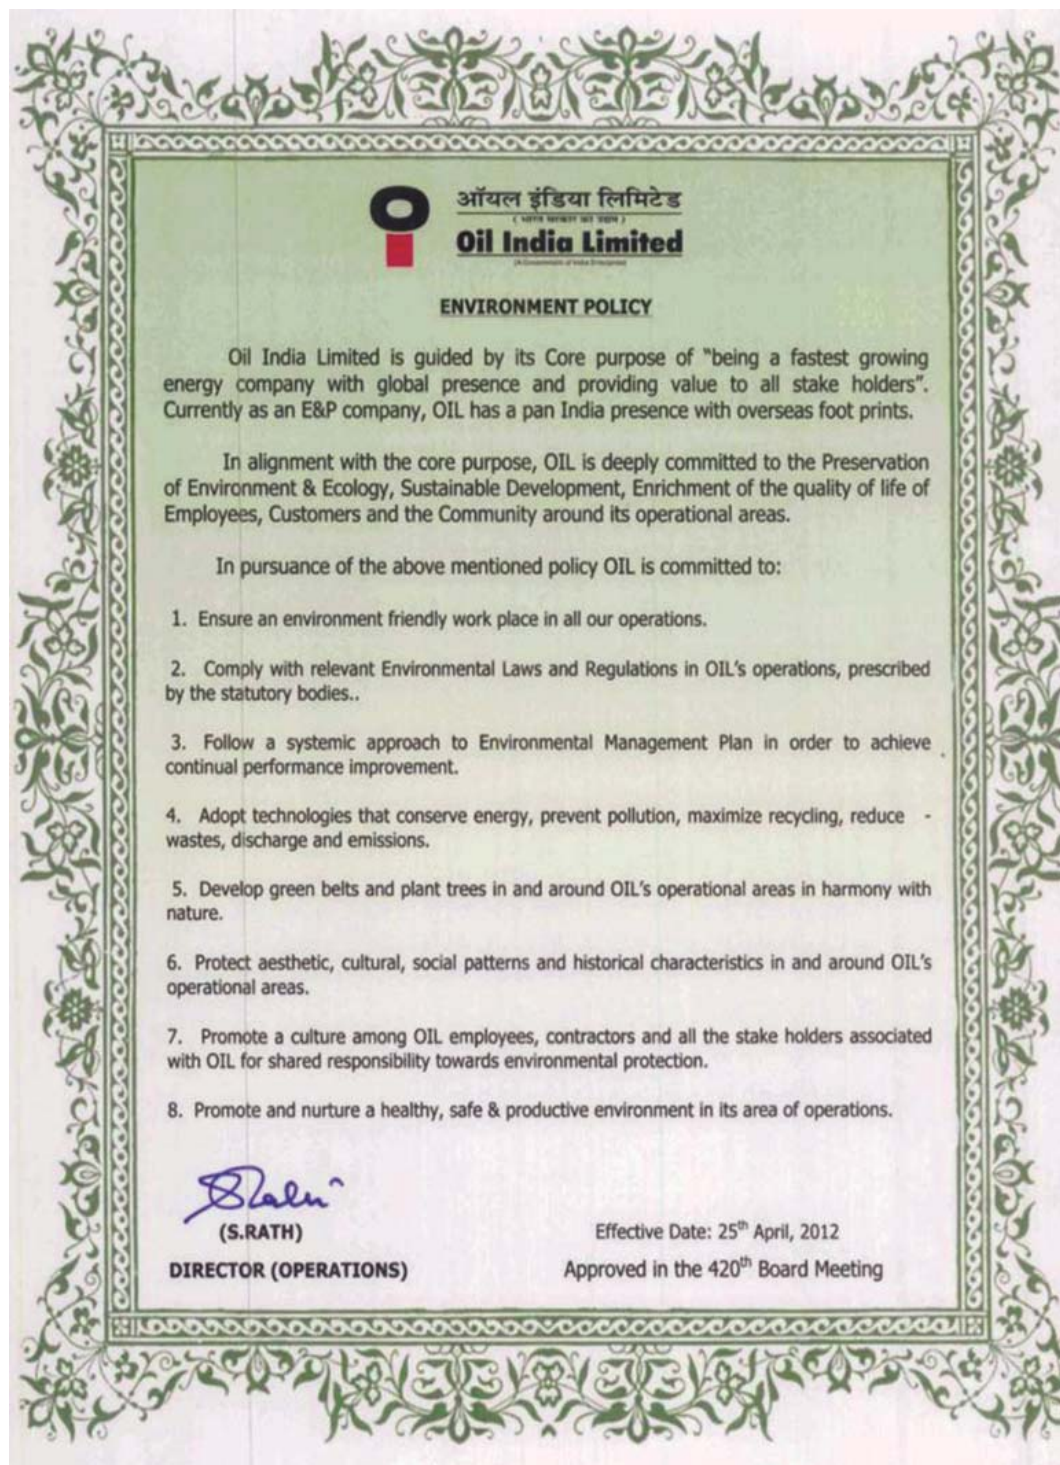 ऑयल इंडिया लिमिटेड
( भारत सरकार का उद्यम )
Oil India Limited
(A Government of India Enterprise)
ENVIRONMENT POLICY
Oil India Limited is guided by its Core purpose of “being a fastest growing
energy company with global presence and providing value to all stake holders”.
Currently as an E&P company, OIL has a pan India presence with overseas foot prints.
In alignment with the core purpose, OIL is deeply committed to the Preservation
of Environment & Ecology, Sustainable Development, Enrichment of the quality of life of
Employees, Customers and the Community around its operational areas.
In pursuance of the above mentioned policy OIL is committed to:
1. Ensure an environment friendly work place in all our operations.
2. Comply with relevant Environmental Laws and Regulations in OIL’s operations, prescribed
by the statutory bodies..
3. Follow a systemic approach to Environmental Management Plan in order to achieve
continual performance improvement.
4. Adopt technologies that conserve energy, prevent pollution, maximize recycling, reduce -
wastes, discharge and emissions.
5. Develop green belts and plant trees in and around OIL’s operational areas in harmony with
nature.
6. Protect aesthetic, cultural, social patterns and historical characteristics in and around OIL’s
operational areas.
7. Promote a culture among OIL employees, contractors and all the stake holders associated
with OIL for shared responsibility towards environmental protection.
8. Promote and nurture a healthy, safe & productive environment in its area of operations.
SRath
(S.RATH)
DIRECTOR (OPERATIONS)
Effective Date: 25th April, 2012
Approved in the 420th Board Meeting